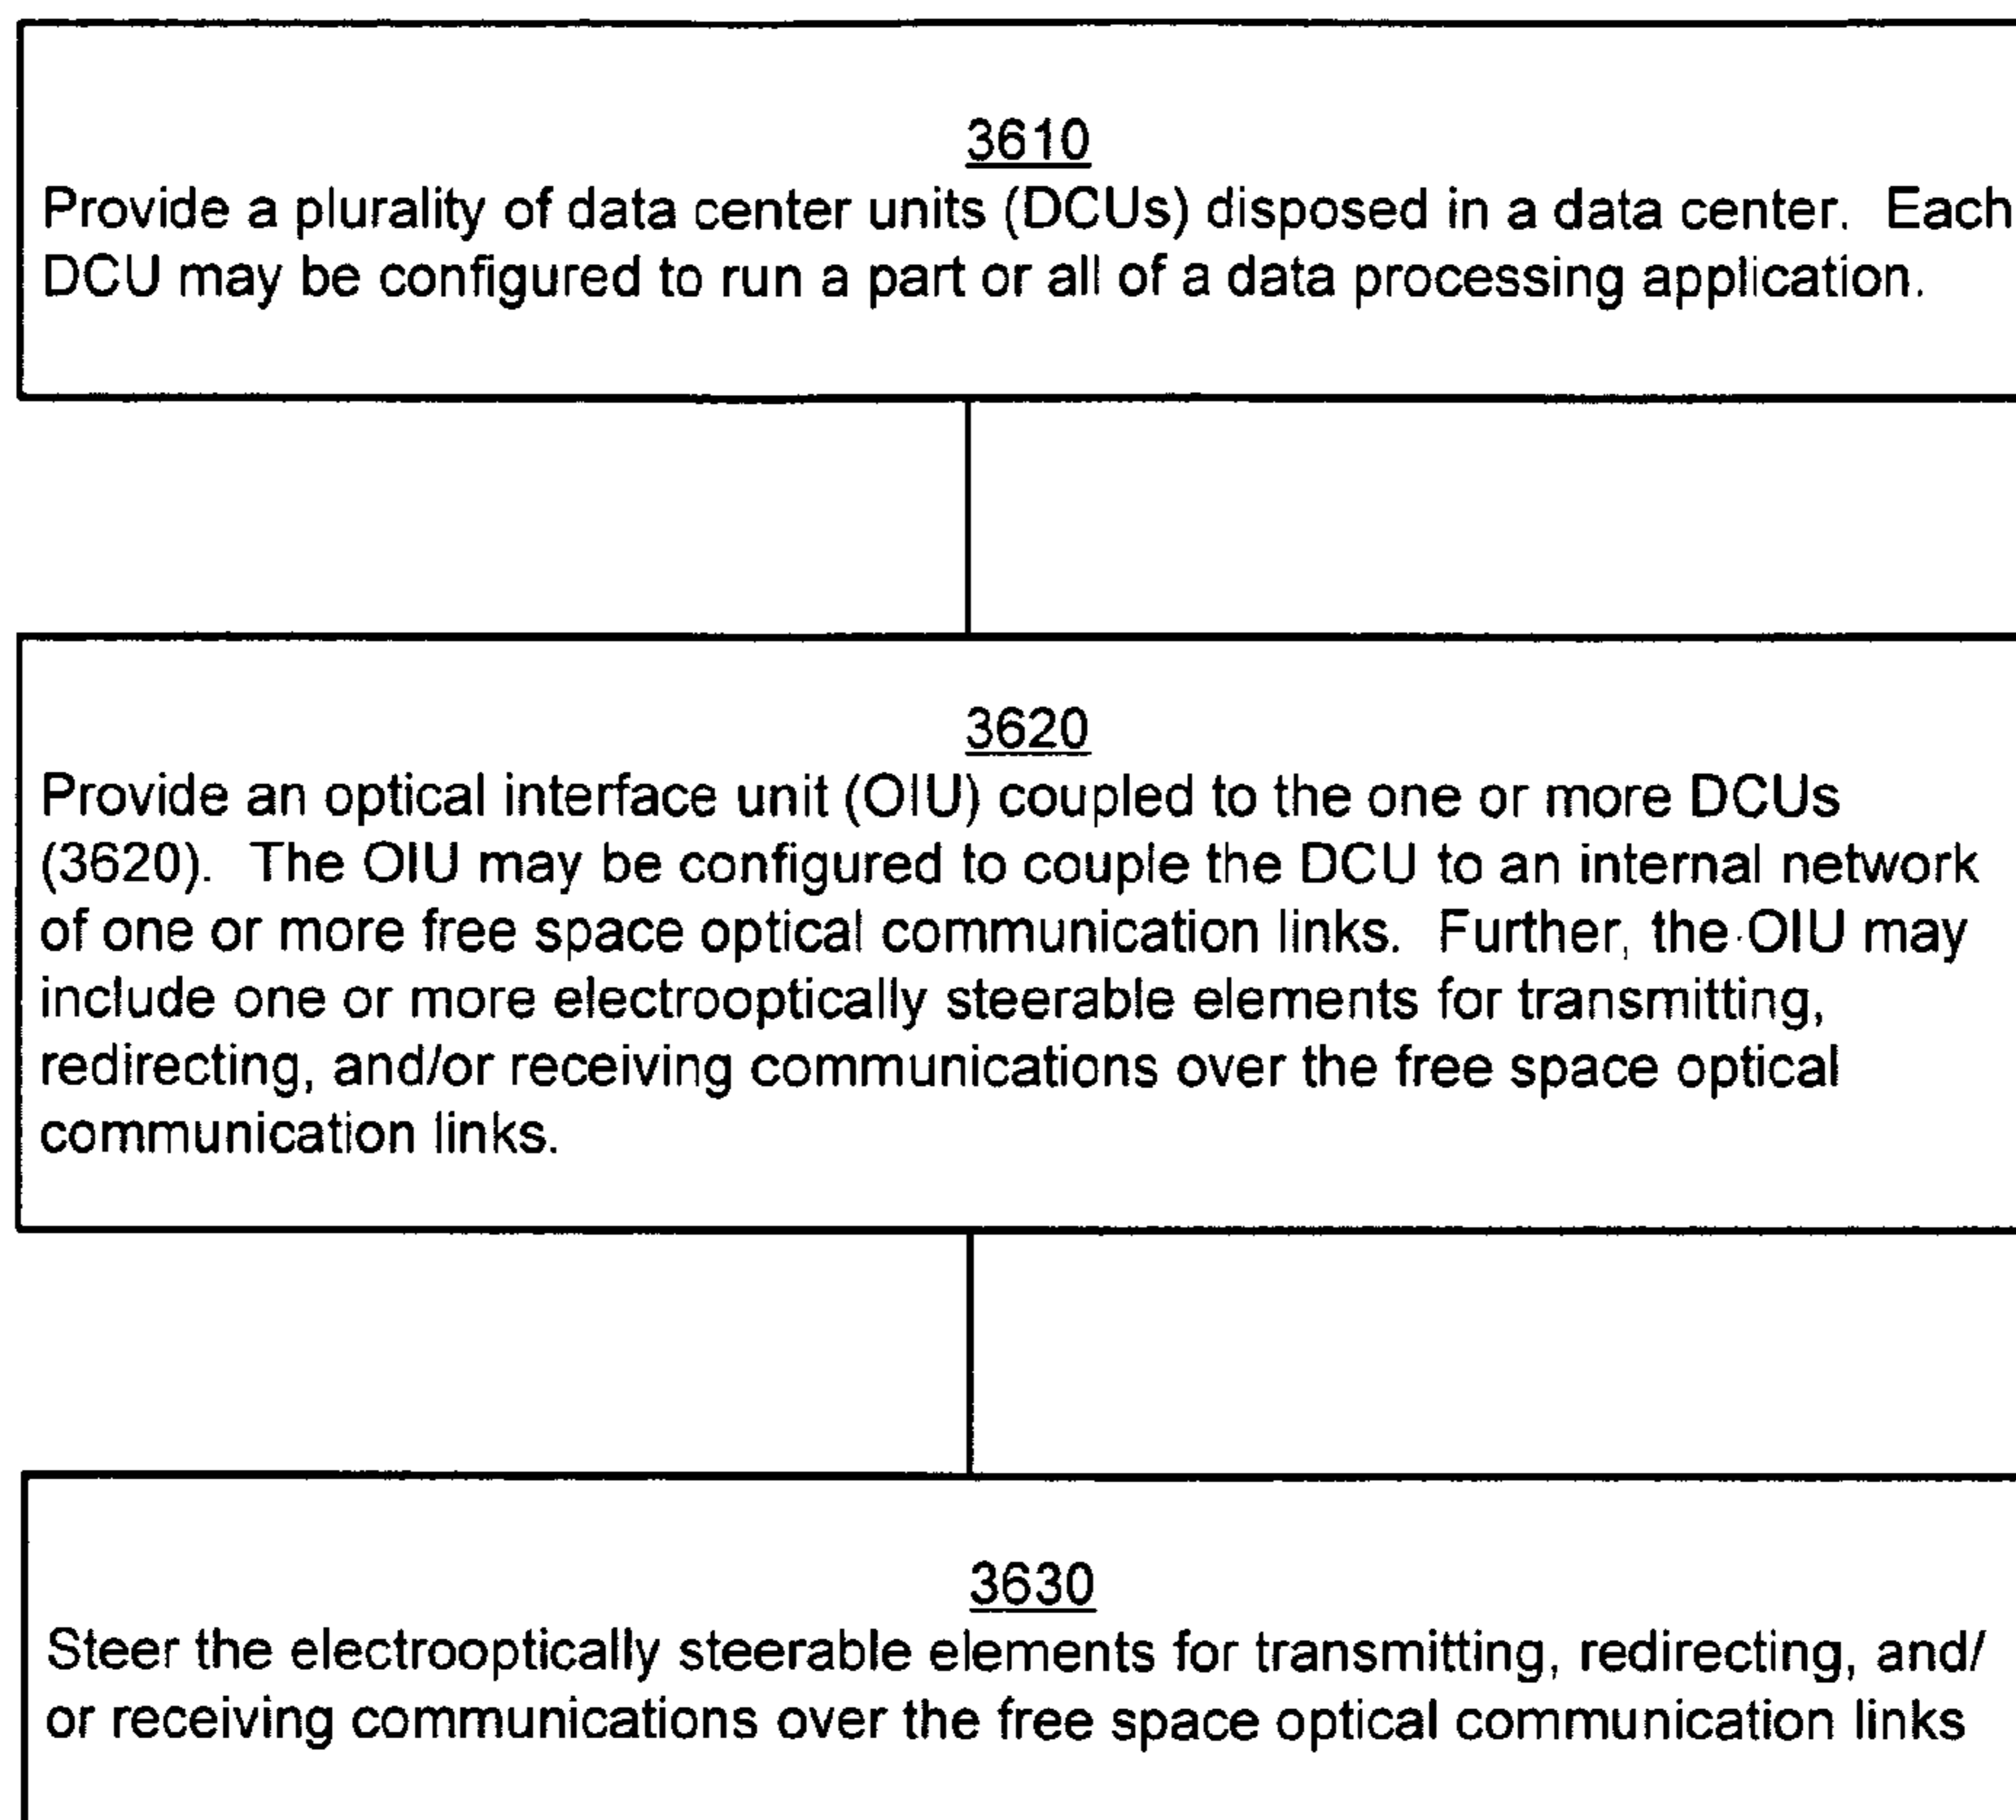 3610
Provide a plurality of data center units (DCUs) disposed in a data center.  Each
DCU may be configured to run a part or all of a data processing application.
3620
Provide an optical interface unit (OIU) coupled to the one or more DCUs
(3620).  The OIU may be configured to couple the DCU to an internal network
of one or more free space optical communication links.  Further, the OIU may
include one or more electrooptically steerable elements for transmitting,
redirecting, and/or receiving communications over the free space optical
communication links.
3630
Steer the electrooptically steerable elements for transmitting, redirecting, and/
or receiving communications over the free space optical communication links